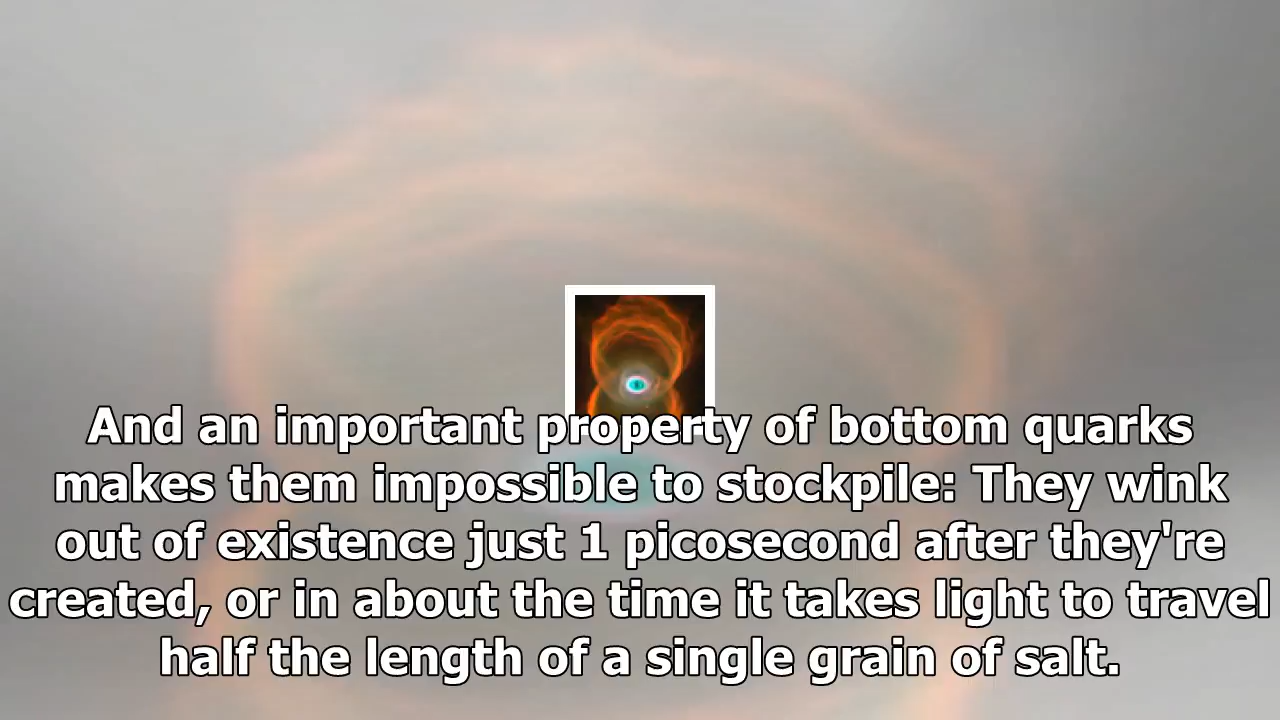 And an important property of bottom quarks
makes them impossible to stockpile: They wink
out of existence just 1 picosecond after they're
created, or in about the time it takes light to travel
half the length of a single grain of salt.